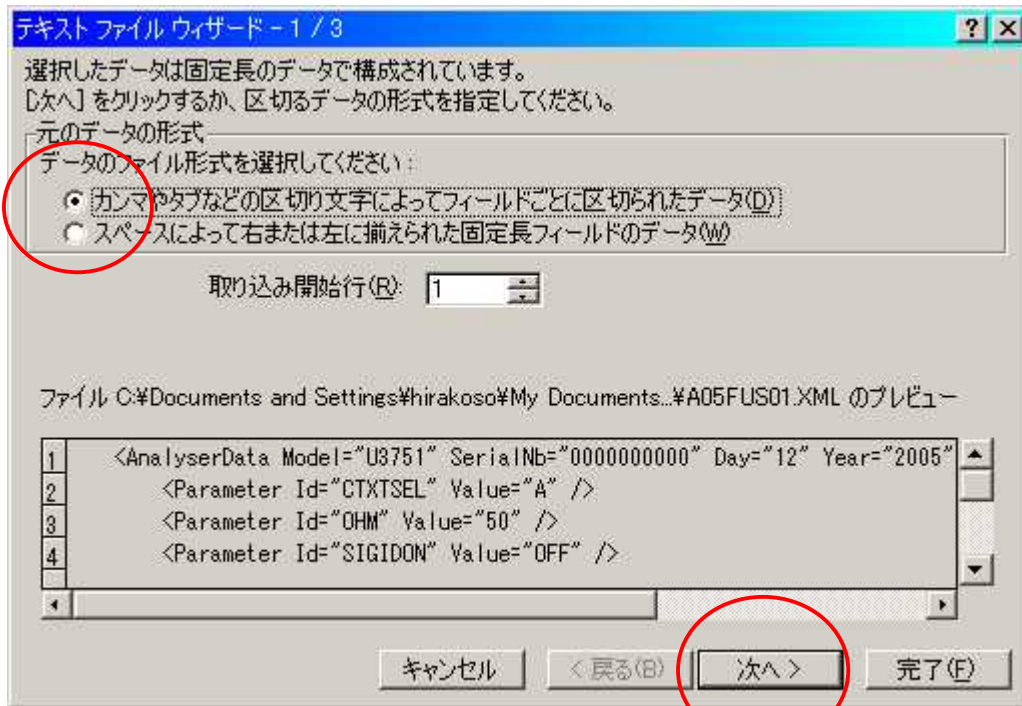 テキスト ファイル ウィザード - 1 / 3
選択したデータは固定長のデータで構成されています。
[次へ] をクリックするか、区切るデータの形式を指定してください。
元のデータの形式
データのファイル形式を選択してください:
カンマやタブなどの区切り文字によってフィールドごとに区切られたデータ(D)
スペースによって右または左に揃えられた固定長フィールドのデータ(W)
取り込み開始行(R): 1
ファイル C:¥Documents and Settings¥hirakoso¥My Documents...¥A05FUS01.XML のプレビュー
1 <AnalyserData Model="U3751" SerialNb="0000000000" Day="12" Year="2005"
2 <Parameter Id="CTXTSEL" Value="A" />
3 <Parameter Id="OHM" Value="50" />
4 <Parameter Id="SIGIDON" Value="OFF" />
キャンセル < 戻る(B) 次へ > 完了(F)